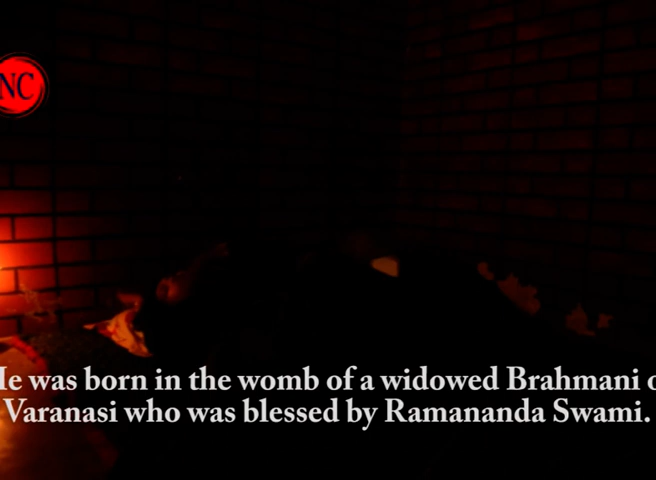 NC
He was born in the womb of a widowed Brahmani o
Varanasi who was blessed by Ramananda Swami.